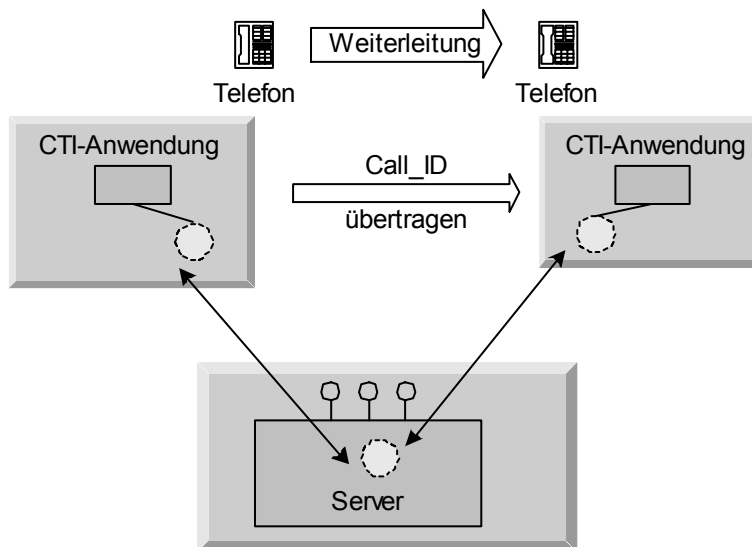 Weiterleitung
Telefon
Telefon
CTI-Anwendung
CTI-Anwendung
Call_ID
übertragen
Server